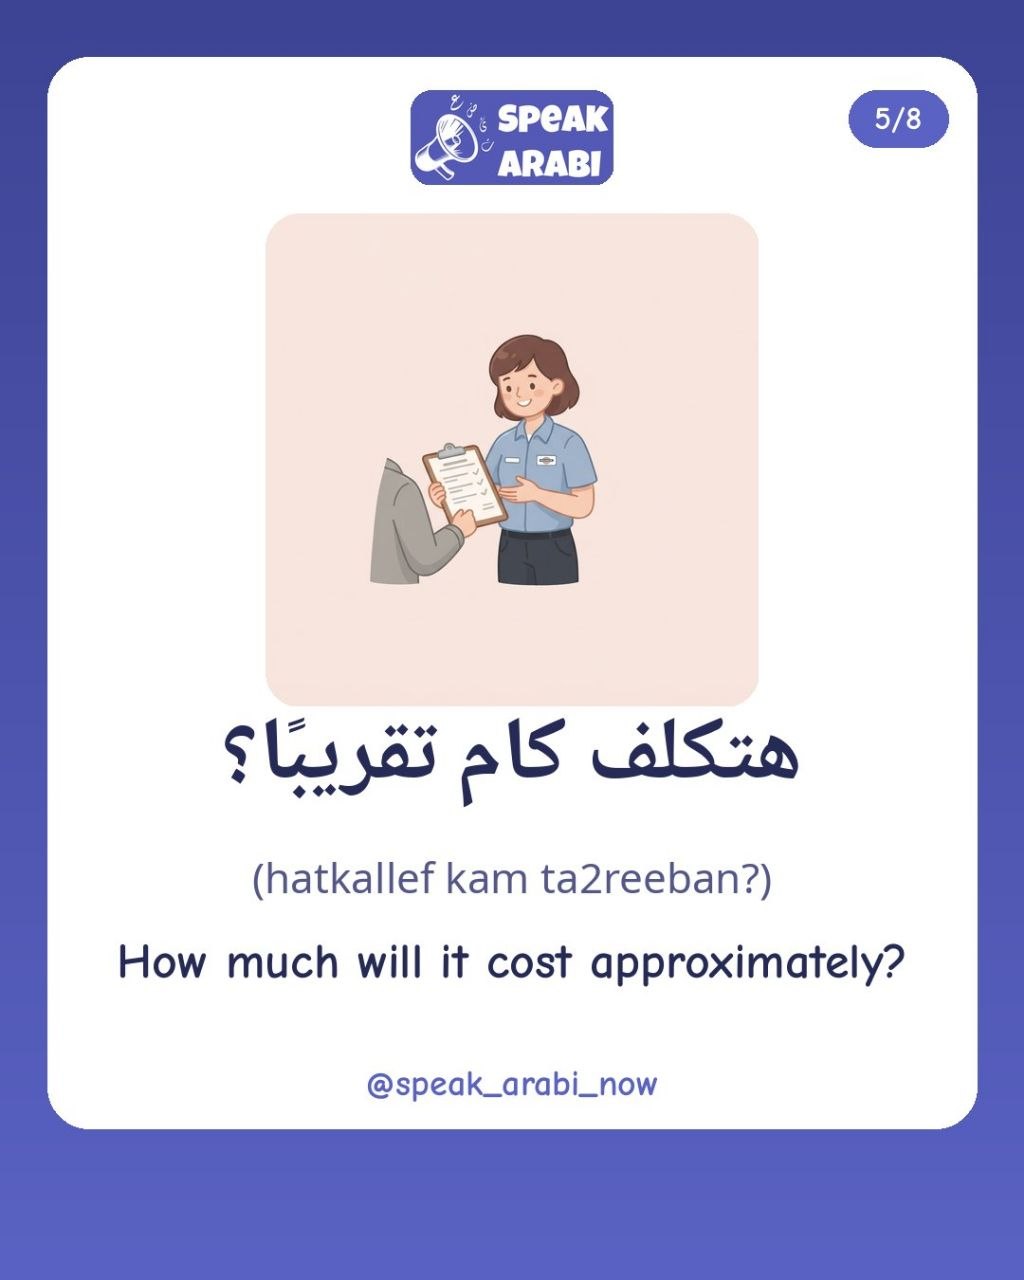 SPEAK
ARABI
5/8
هتكلف كام تقريبًا؟
(hatkallef kam ta2reeban?)
How much will it cost approximately?
@speak_arabi_now